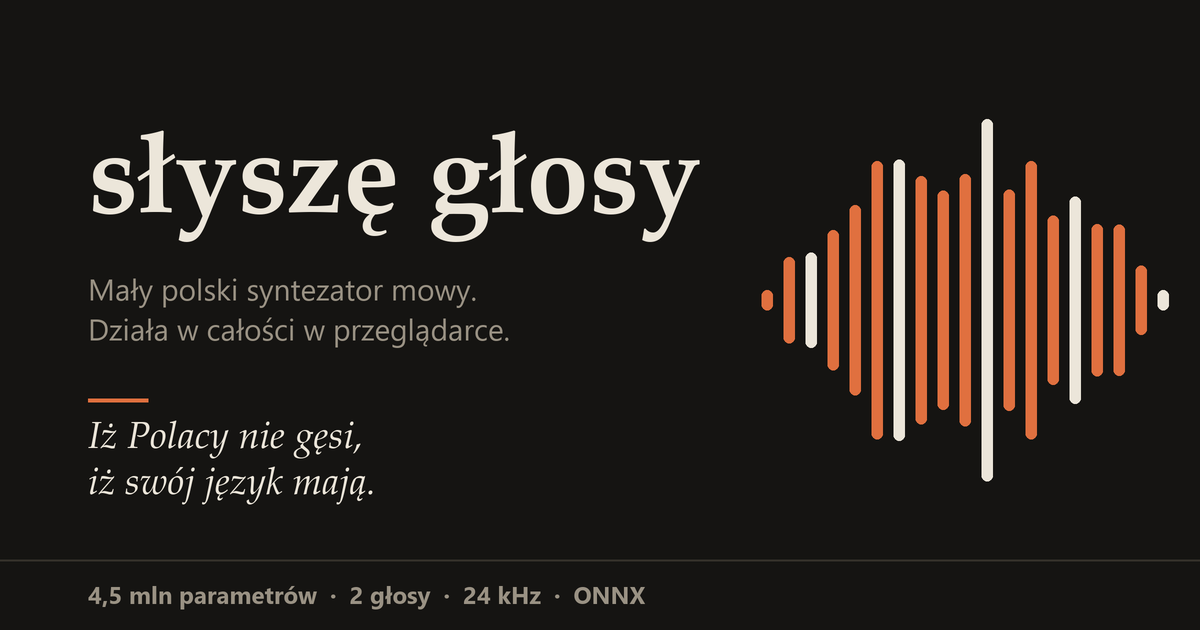 słyszę głosy
Mały polski syntezator mowy.
Działa w całości w przeglądarce.
Iż Polacy nie gęsi,
iż swój język mają.
4,5 mln parametrów · 2 głosy · 24 kHz · ONNX